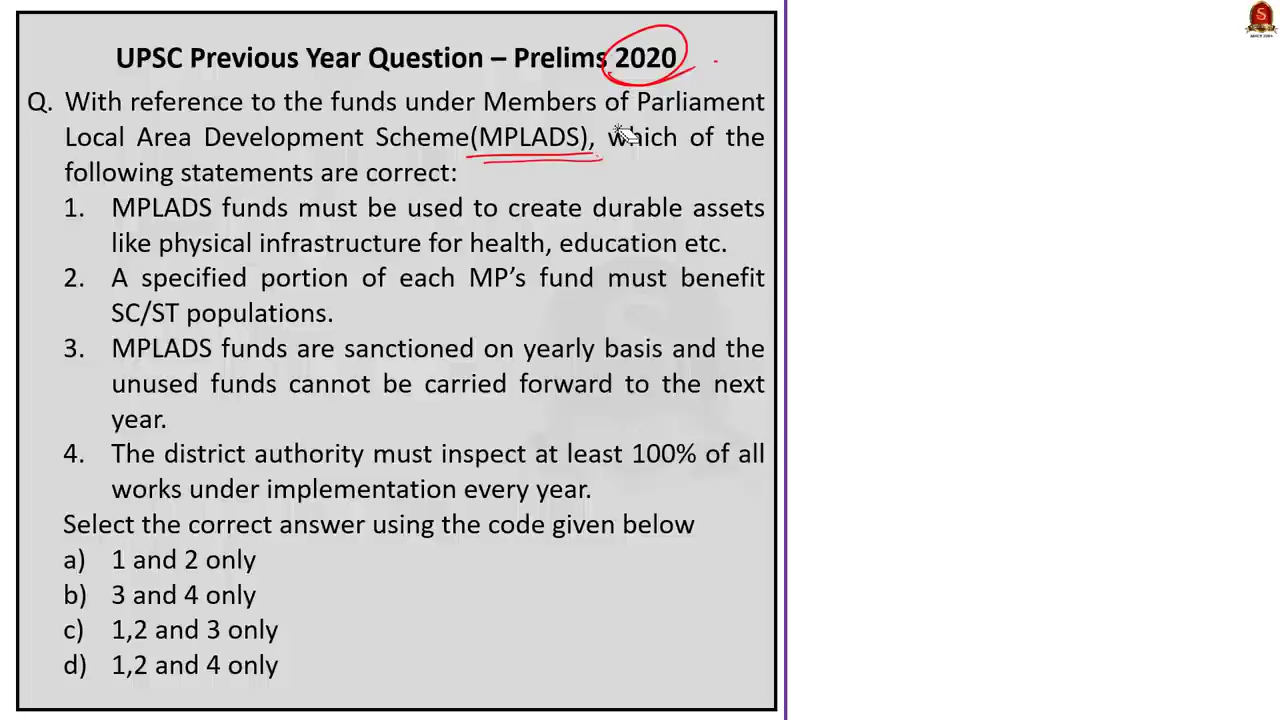 UPSC Previous Year Question – Prelims 2020
Q. With reference to the funds under Members of Parliament
Local Area Development Scheme(MPLADS), which of the
following statements are correct:
1. MPLADS funds must be used to create durable assets
like physical infrastructure for health, education etc.
2. A specified portion of each MP’s fund must benefit
SC/ST populations.
3. MPLADS funds are sanctioned on yearly basis and the
unused funds cannot be carried forward to the next
year.
4. The district authority must inspect at least 100% of all
works under implementation every year.
Select the correct answer using the code given below
a) 1 and 2 only
b) 3 and 4 only
c) 1,2 and 3 only
d) 1,2 and 4 only